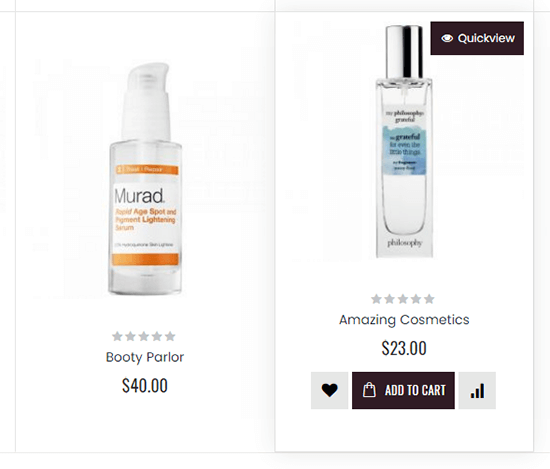 Murad.
Rapid Age Spot and
Pigment Lightening
Serum
Booty Parlor
$40.00
Quickview
my philosophy:
grateful
be grateful
for even the
little things.
philosophy
Amazing Cosmetics
$23.00
ADD TO CART